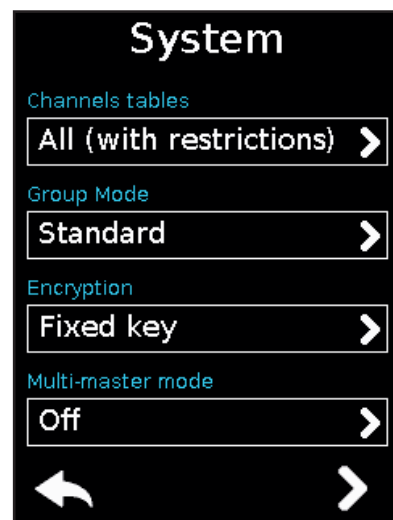 System
Channels tables
All (with restrictions)
Group Mode
Standard
Encryption
Fixed key
Multi-master mode
Off